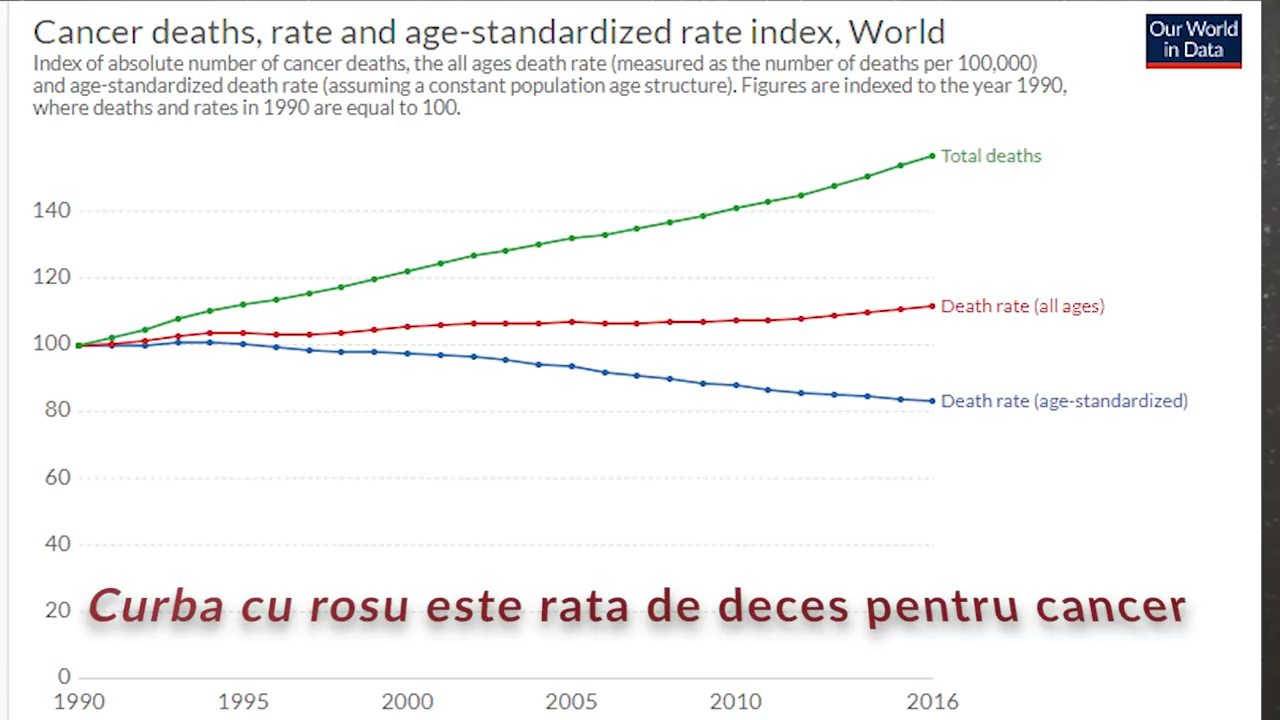 Cancer deaths, rate and age-standardized rate index, World
Our World
in Data
Index of absolute number of cancer deaths, the all ages death rate (measured as the number of deaths per 100,000)
and age-standardized death rate (assuming a constant population age structure). Figures are indexed to the year 1990,
where deaths and rates in 1990 are equal to 100.
Total deaths
140
120
Death rate (all ages)
100
80
Death rate (age-standardized)
60
40
20
Curba cu rosu este rata de deces pentru cancer
0
1990 1995 2000 2005 2010 2016